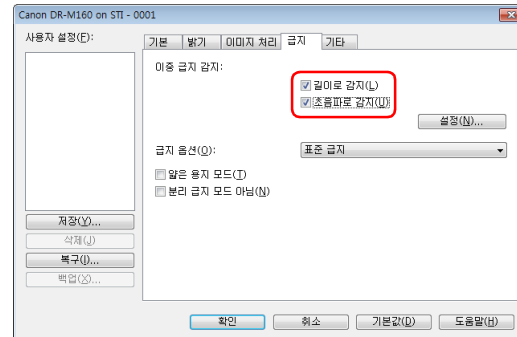 Canon DR-M160 on STI - 0001
사용자 설정(F):
기본 밝기 이미지 처리 급지 기타
이중 급지 감지:
길이로 감지(L)
초음파로 감지(U)
설정(N)...
급지 옵션(O): 표준 급지
얇은 용지 모드(T)
분리 급지 모드 아님(N)
저장(Y)...
삭제(J)
복구(I)...
백업(X)...
확인 취소 기본값(D) 도움말(H)